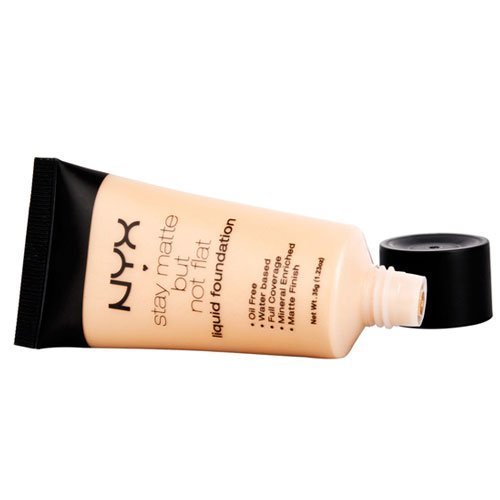 NYX
stay matte
but
not flat
liquid foundation
• Oil Free
• Water based
• Full Coverage
• Mineral Enriched
• Matte Finish
Net Wt. 35g (1.23oz)